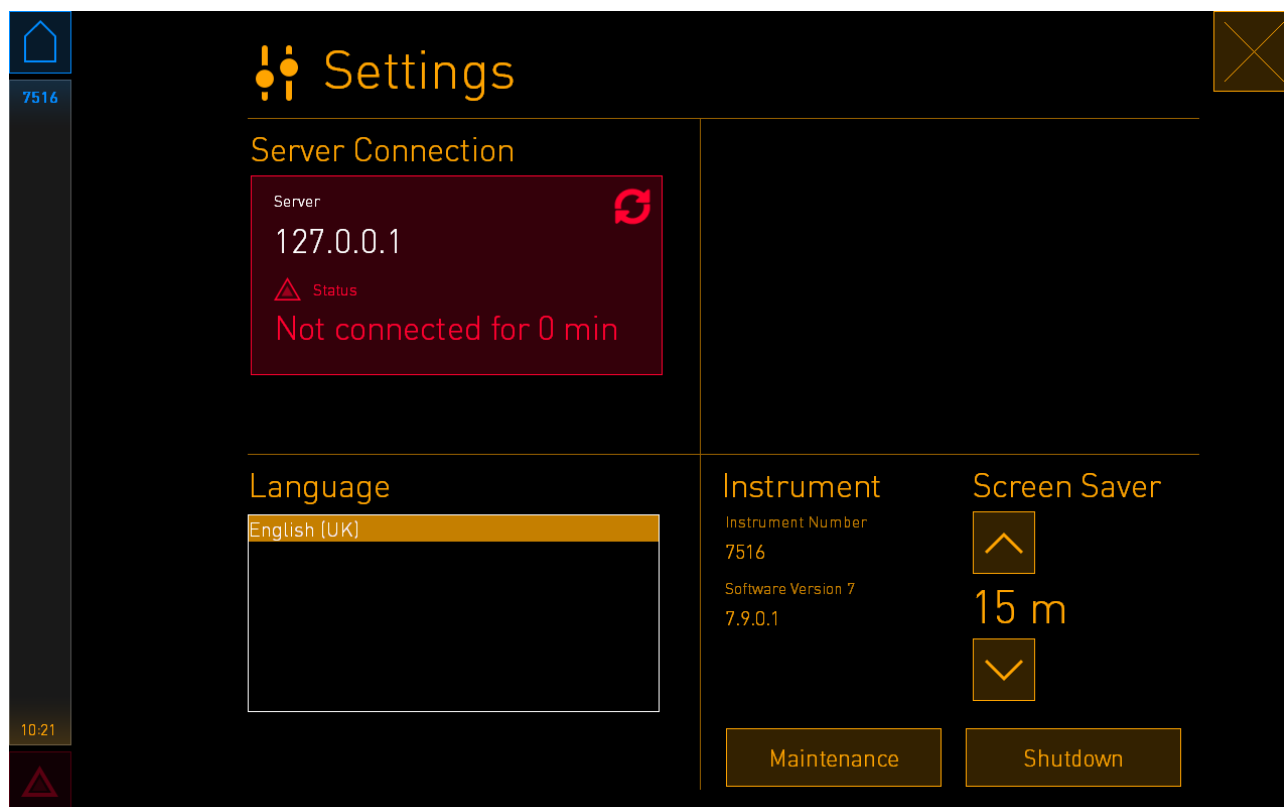 7516
Settings
Server Connection
Server
127.0.0.1
Status
Not connected for 0 min
Language
English (UK)
Instrument
Instrument Number
7516
Software Version 7
7.9.0.1
Screen Saver
15 m
Maintenance
Shutdown
10:21